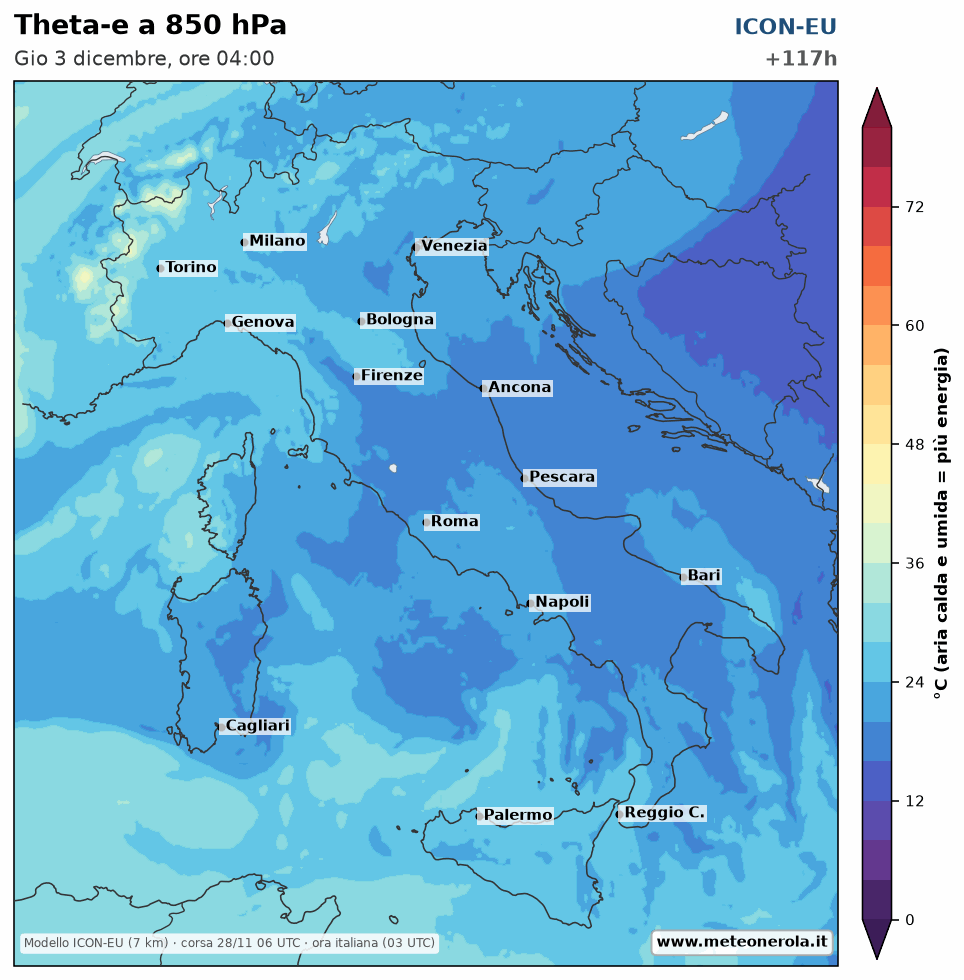 Theta-e a 850 hPa
ICON-EU
Gio 3 dicembre, ore 04:00
+117h
Milano
Venezia
Torino
Genova
Bologna
Firenze
Ancona
Pescara
Roma
Bari
Napoli
Cagliari
Palermo
Reggio C.
72
60
48
36
24
12
0
°C (aria calda e umida = più energia)
Modello ICON-EU (7 km) · corsa 28/11 06 UTC · ora italiana (03 UTC)
www.meteonerola.it